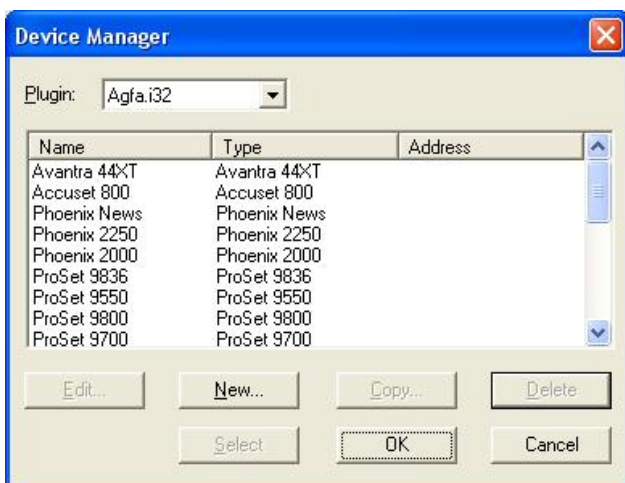 Device Manager
Plugin: Agfa.i32
Name Type Address
Avantra 44XT Avantra 44XT
Accuset 800 Accuset 800
Phoenix News Phoenix News
Phoenix 2250 Phoenix 2250
Phoenix 2000 Phoenix 2000
ProSet 9836 ProSet 9836
ProSet 9550 ProSet 9550
ProSet 9800 ProSet 9800
ProSet 9700 ProSet 9700
Edit... New... Copy... Delete
Select OK Cancel